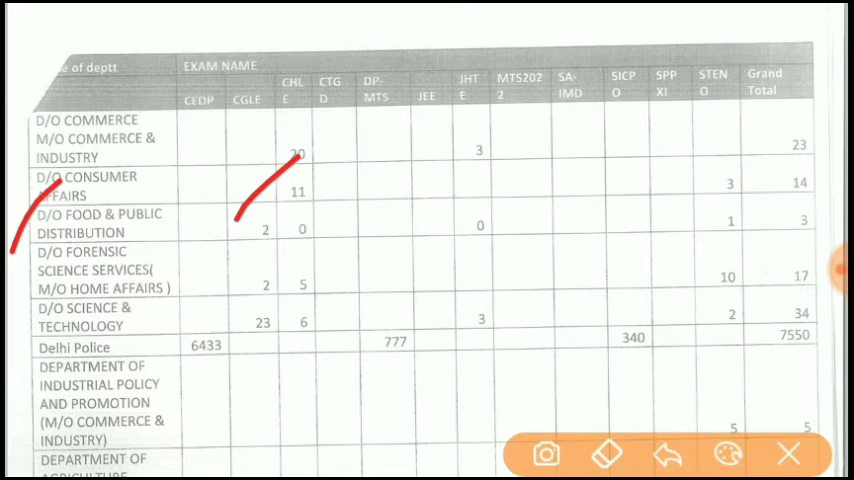 e of deptt EXAM NAME
CEDP CGLE CHL E CTG D DP- MTS JEE JHT E MTS202 2 SA- IMD SICP O SPP XI STEN O Grand Total
D/O COMMERCE
M/O COMMERCE &
INDUSTRY 20 3 23
D/O CONSUMER
AFFAIRS 11 3 14
D/O FOOD & PUBLIC
DISTRIBUTION 2 0 0 1 3
D/O FORENSIC
SCIENCE SERVICES(
M/O HOME AFFAIRS ) 2 5 10 17
D/O SCIENCE &
TECHNOLOGY 23 6 3 2 34
Delhi Police 6433 777 340 7550
DEPARTMENT OF
INDUSTRIAL POLICY
AND PROMOTION
(M/O COMMERCE &
INDUSTRY) 5 5
DEPARTMENT OF
AGRICULTURE